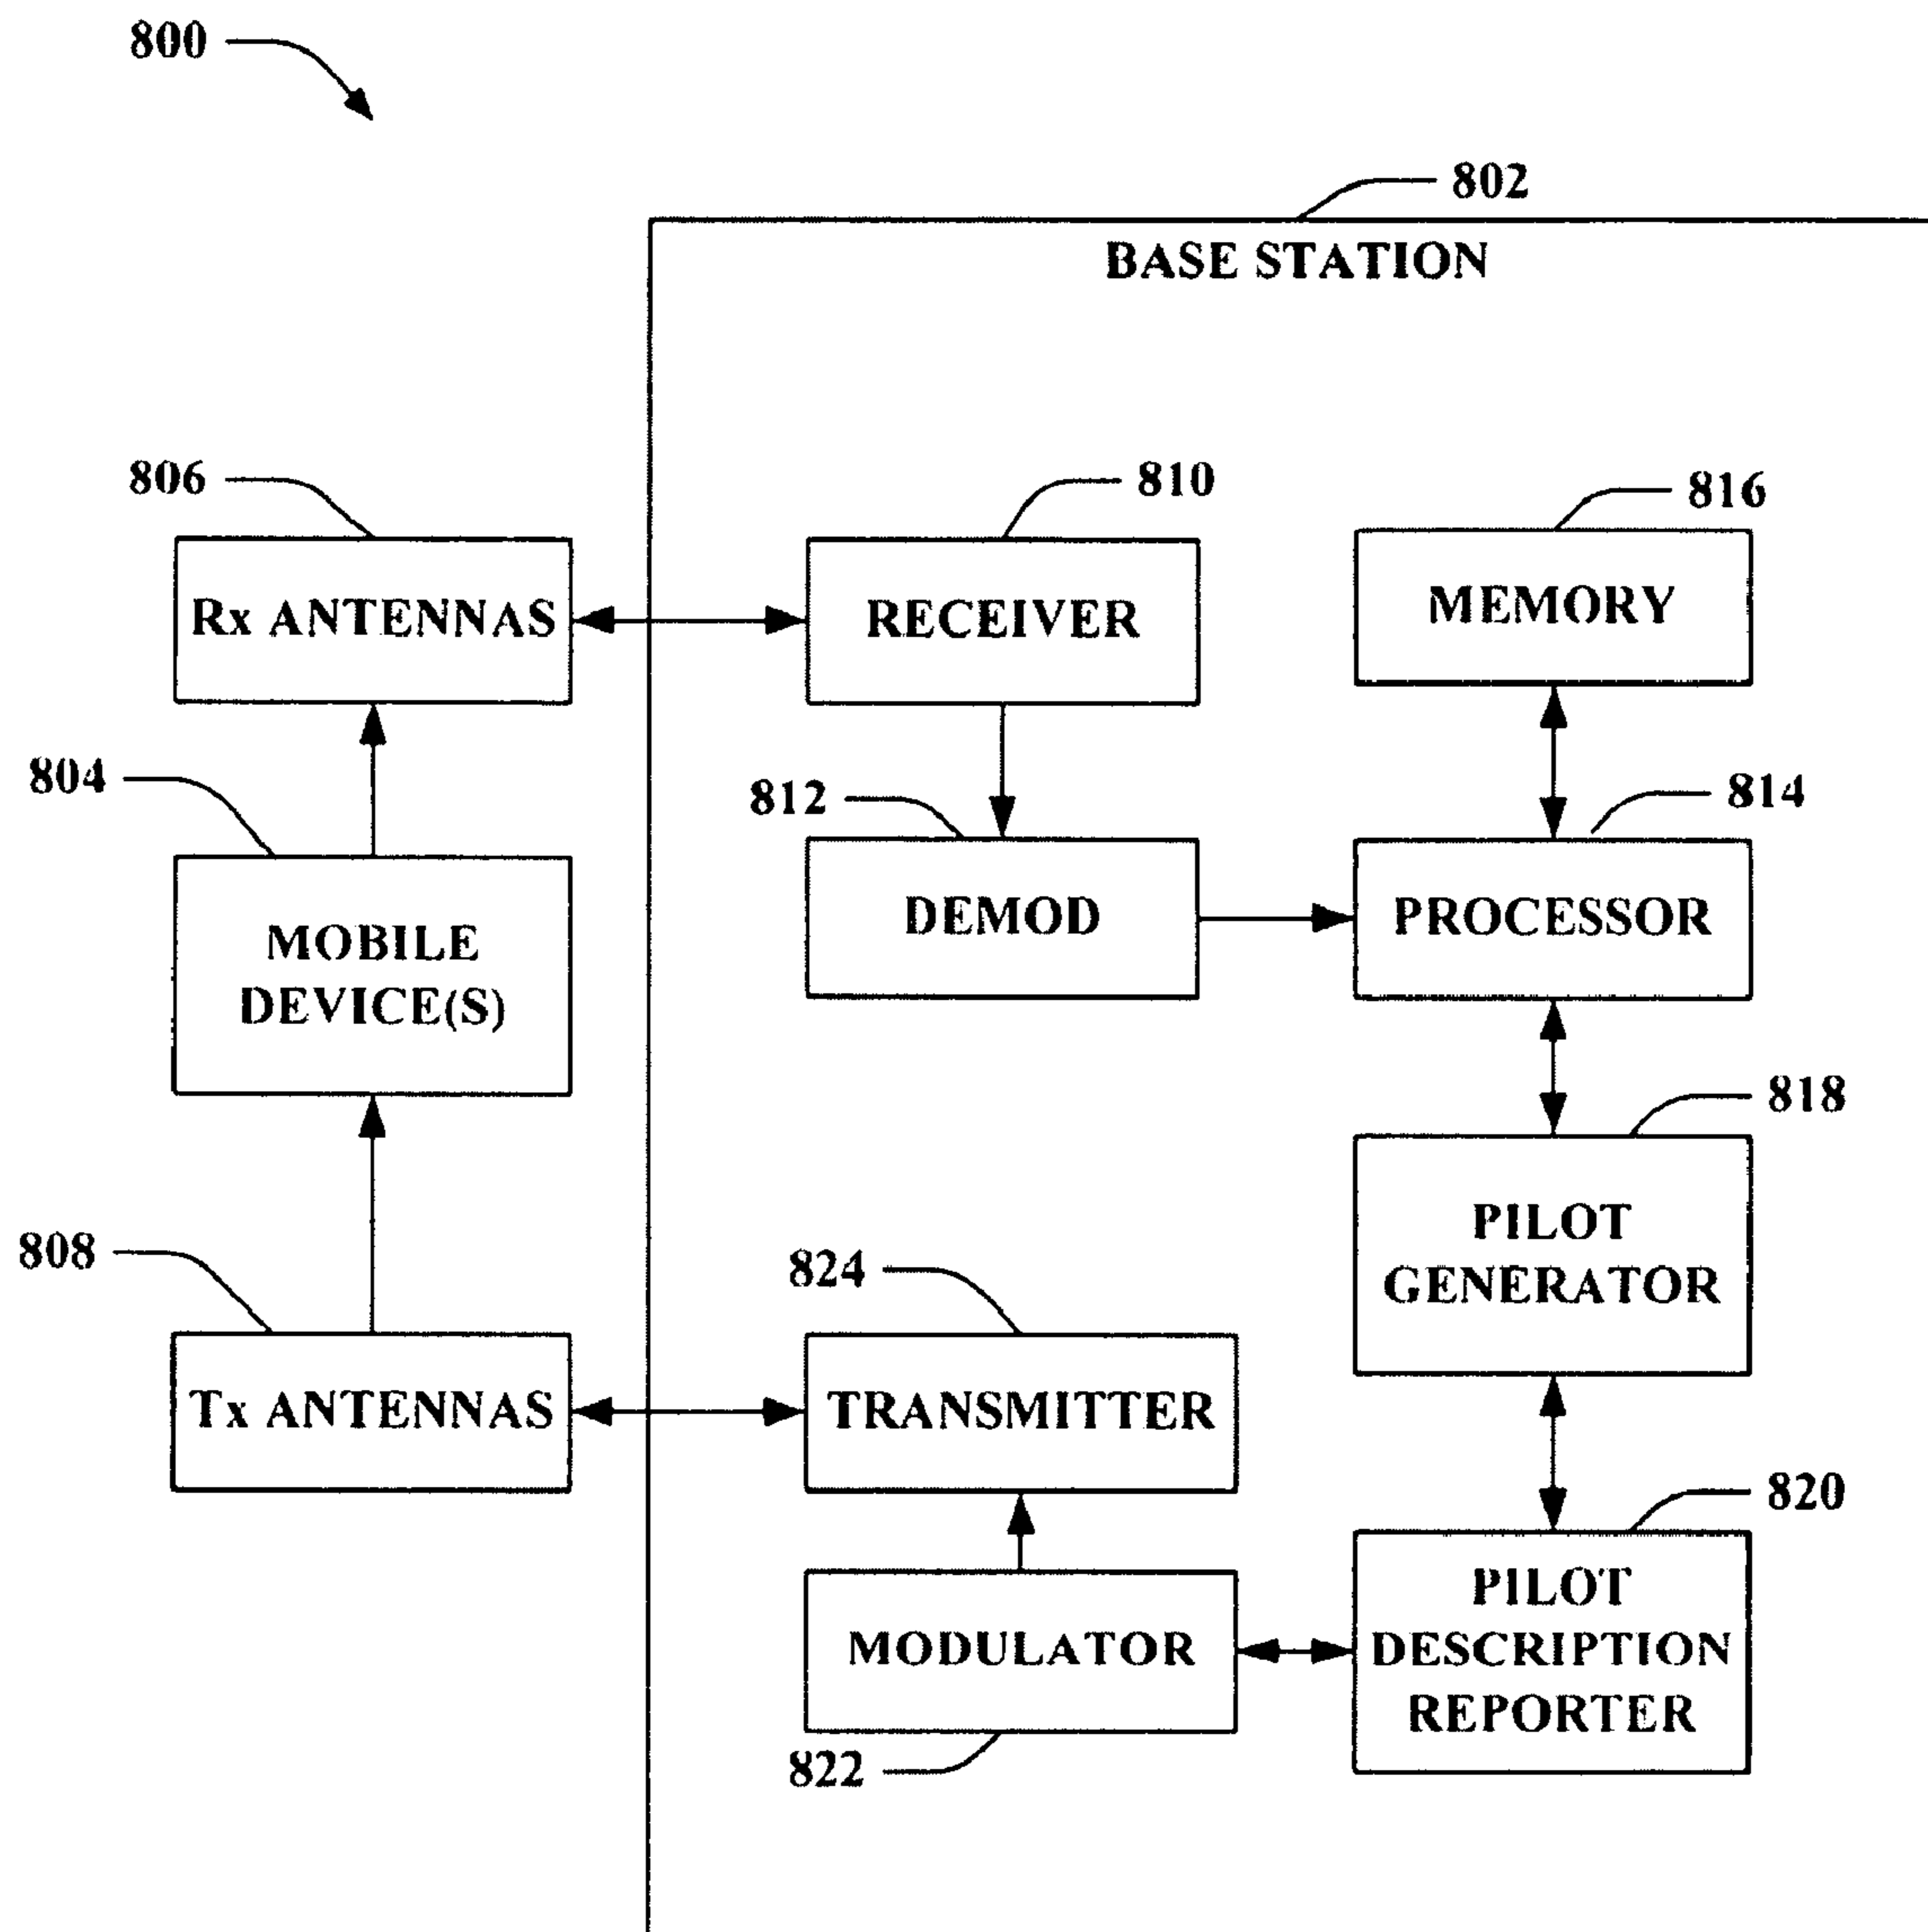 800
802
BASE STATION
806
810
816
Rx ANTENNAS
RECEIVER
MEMORY
804
812
814
MOBILE
DEVICE(S)
DEMOD
PROCESSOR
818
808
824
PILOT
GENERATOR
Tx ANTENNAS
TRANSMITTER
820
MODULATOR
PILOT
DESCRIPTION
REPORTER
822